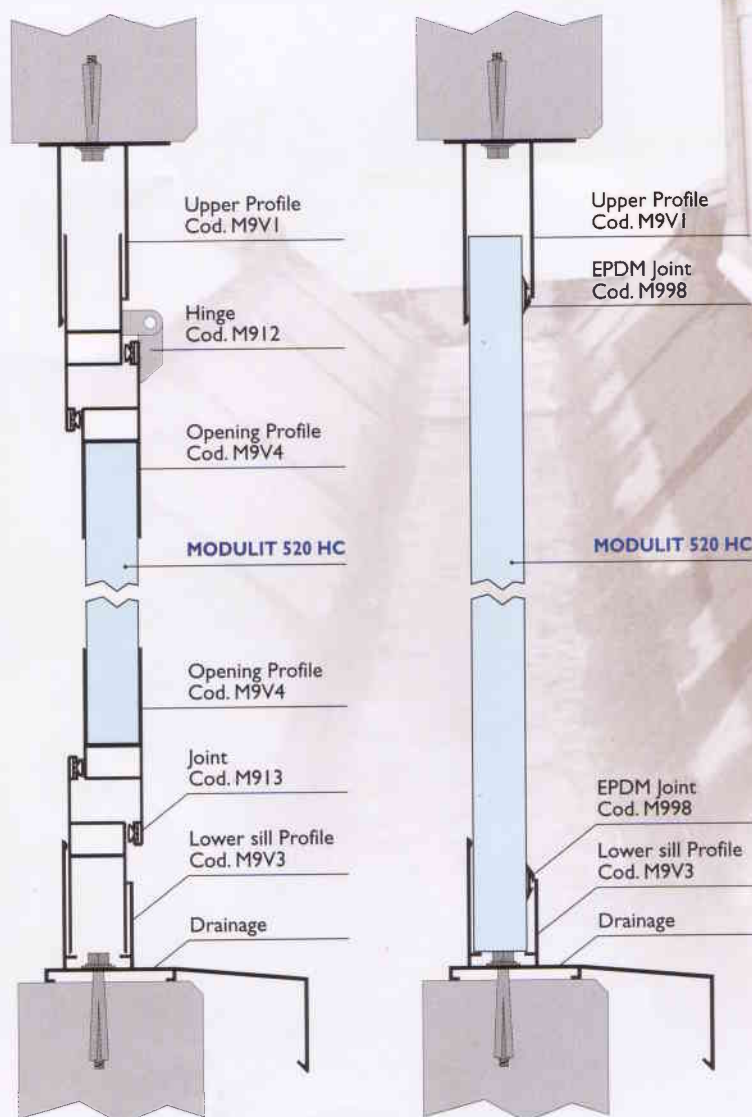 Upper Profile
Cod. M9V1
Hinge
Cod. M912
Opening Profile
Cod. M9V4
MODULIT 520 HC
Opening Profile
Cod. M9V4
Joint
Cod. M913
Lower sill Profile
Cod. M9V3
Drainage
Upper Profile
Cod. M9V1
EPDM Joint
Cod. M998
MODULIT 520 HC
EPDM Joint
Cod. M998
Lower sill Profile
Cod. M9V3
Drainage